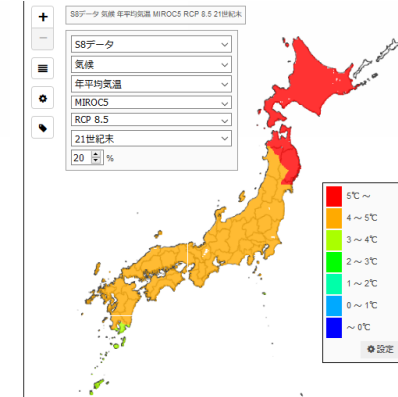 S8データ 気候 年平均気温 MIROC5 RCP 8.5 21世紀末
S8データ
気候
年平均気温
MIROC5
RCP 8.5
21世紀末
20 %
5℃ ～
4 ～ 5℃
3 ～ 4℃
2 ～ 3℃
1 ～ 2℃
0 ～ 1℃
～ 0℃
設定